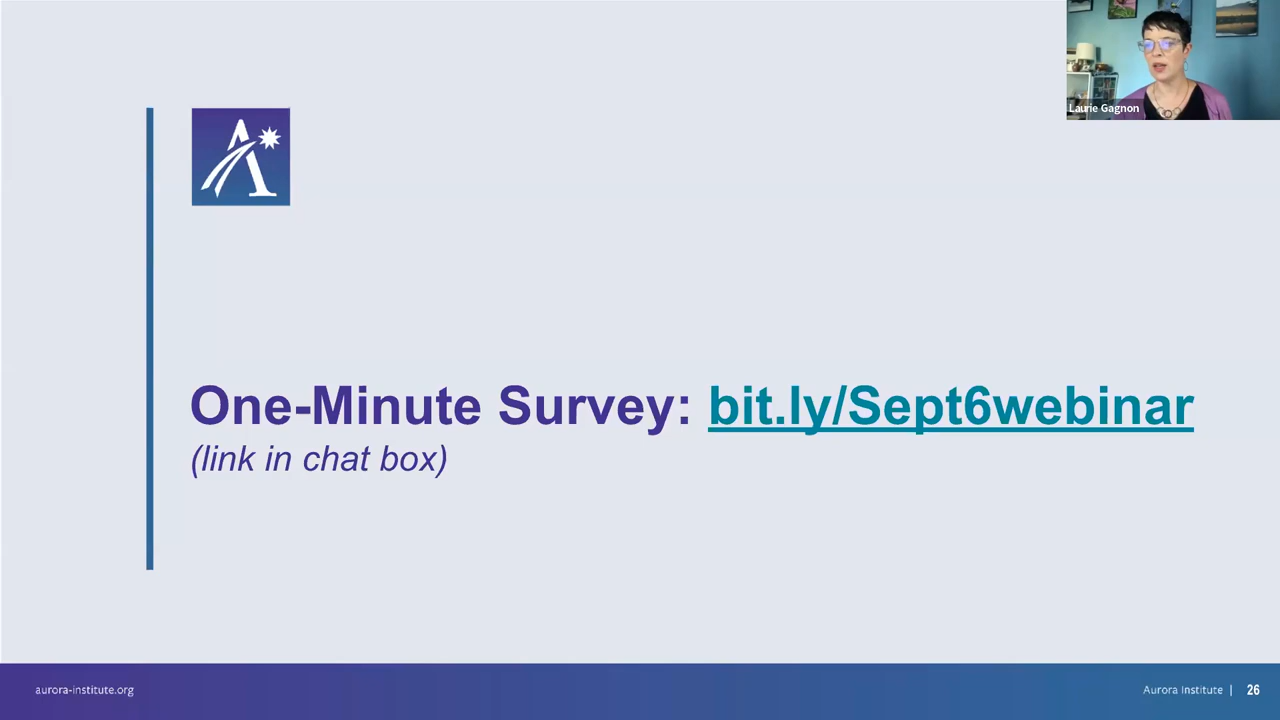 Laurie Gagnon
One-Minute Survey: bit.ly/Sept6webinar
(link in chat box)
aurora-institute.org
Aurora Institute | 26